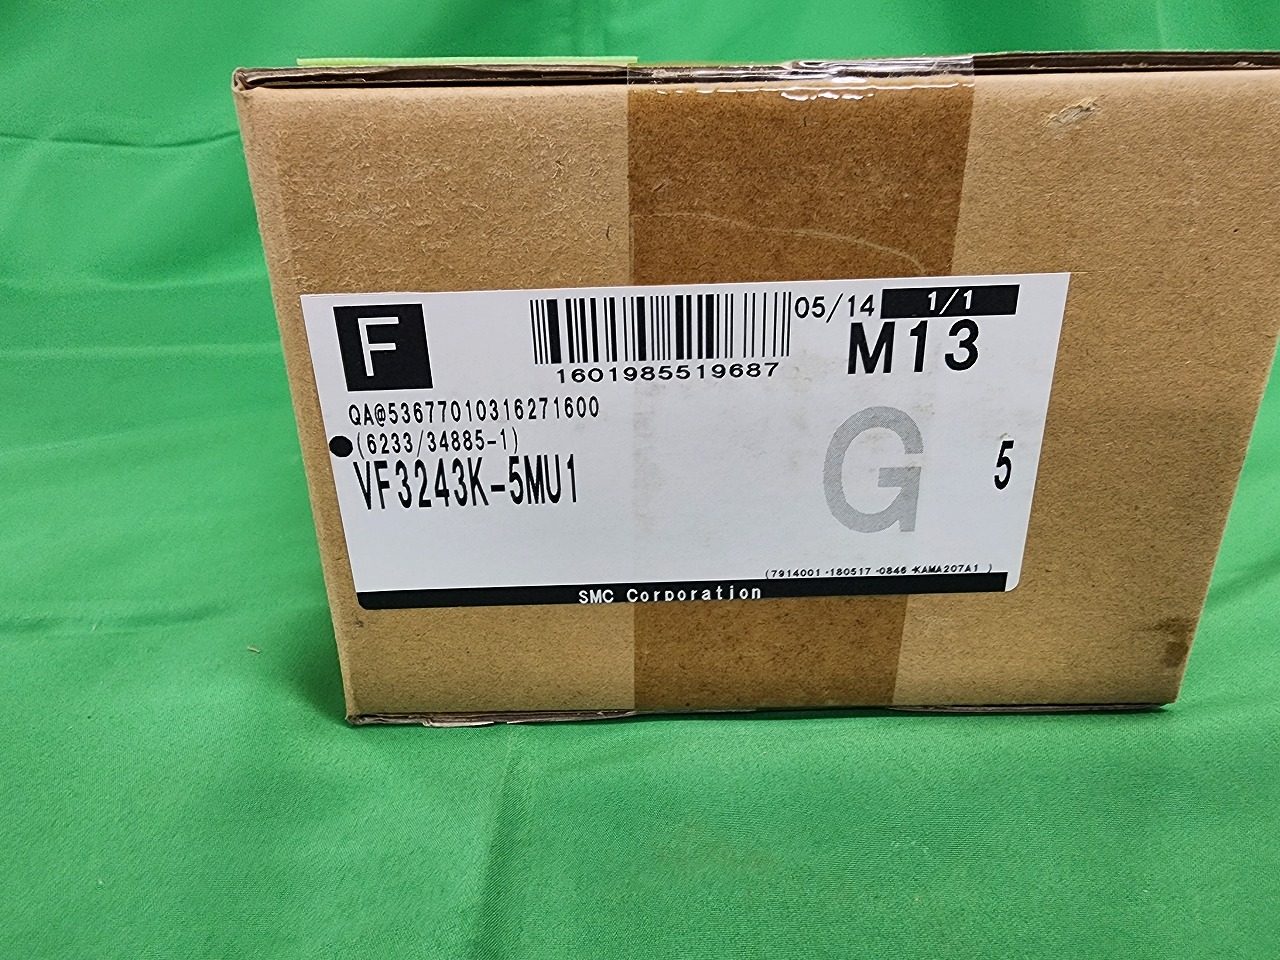 F
1601985519687
05/14 1/1
M13
QA@53677010316271600
(6233/34885-1)
VF3243K-5MU1
G
5
(7914001 -180517 -0846 -KAMA207A1 )
SMC Corporation